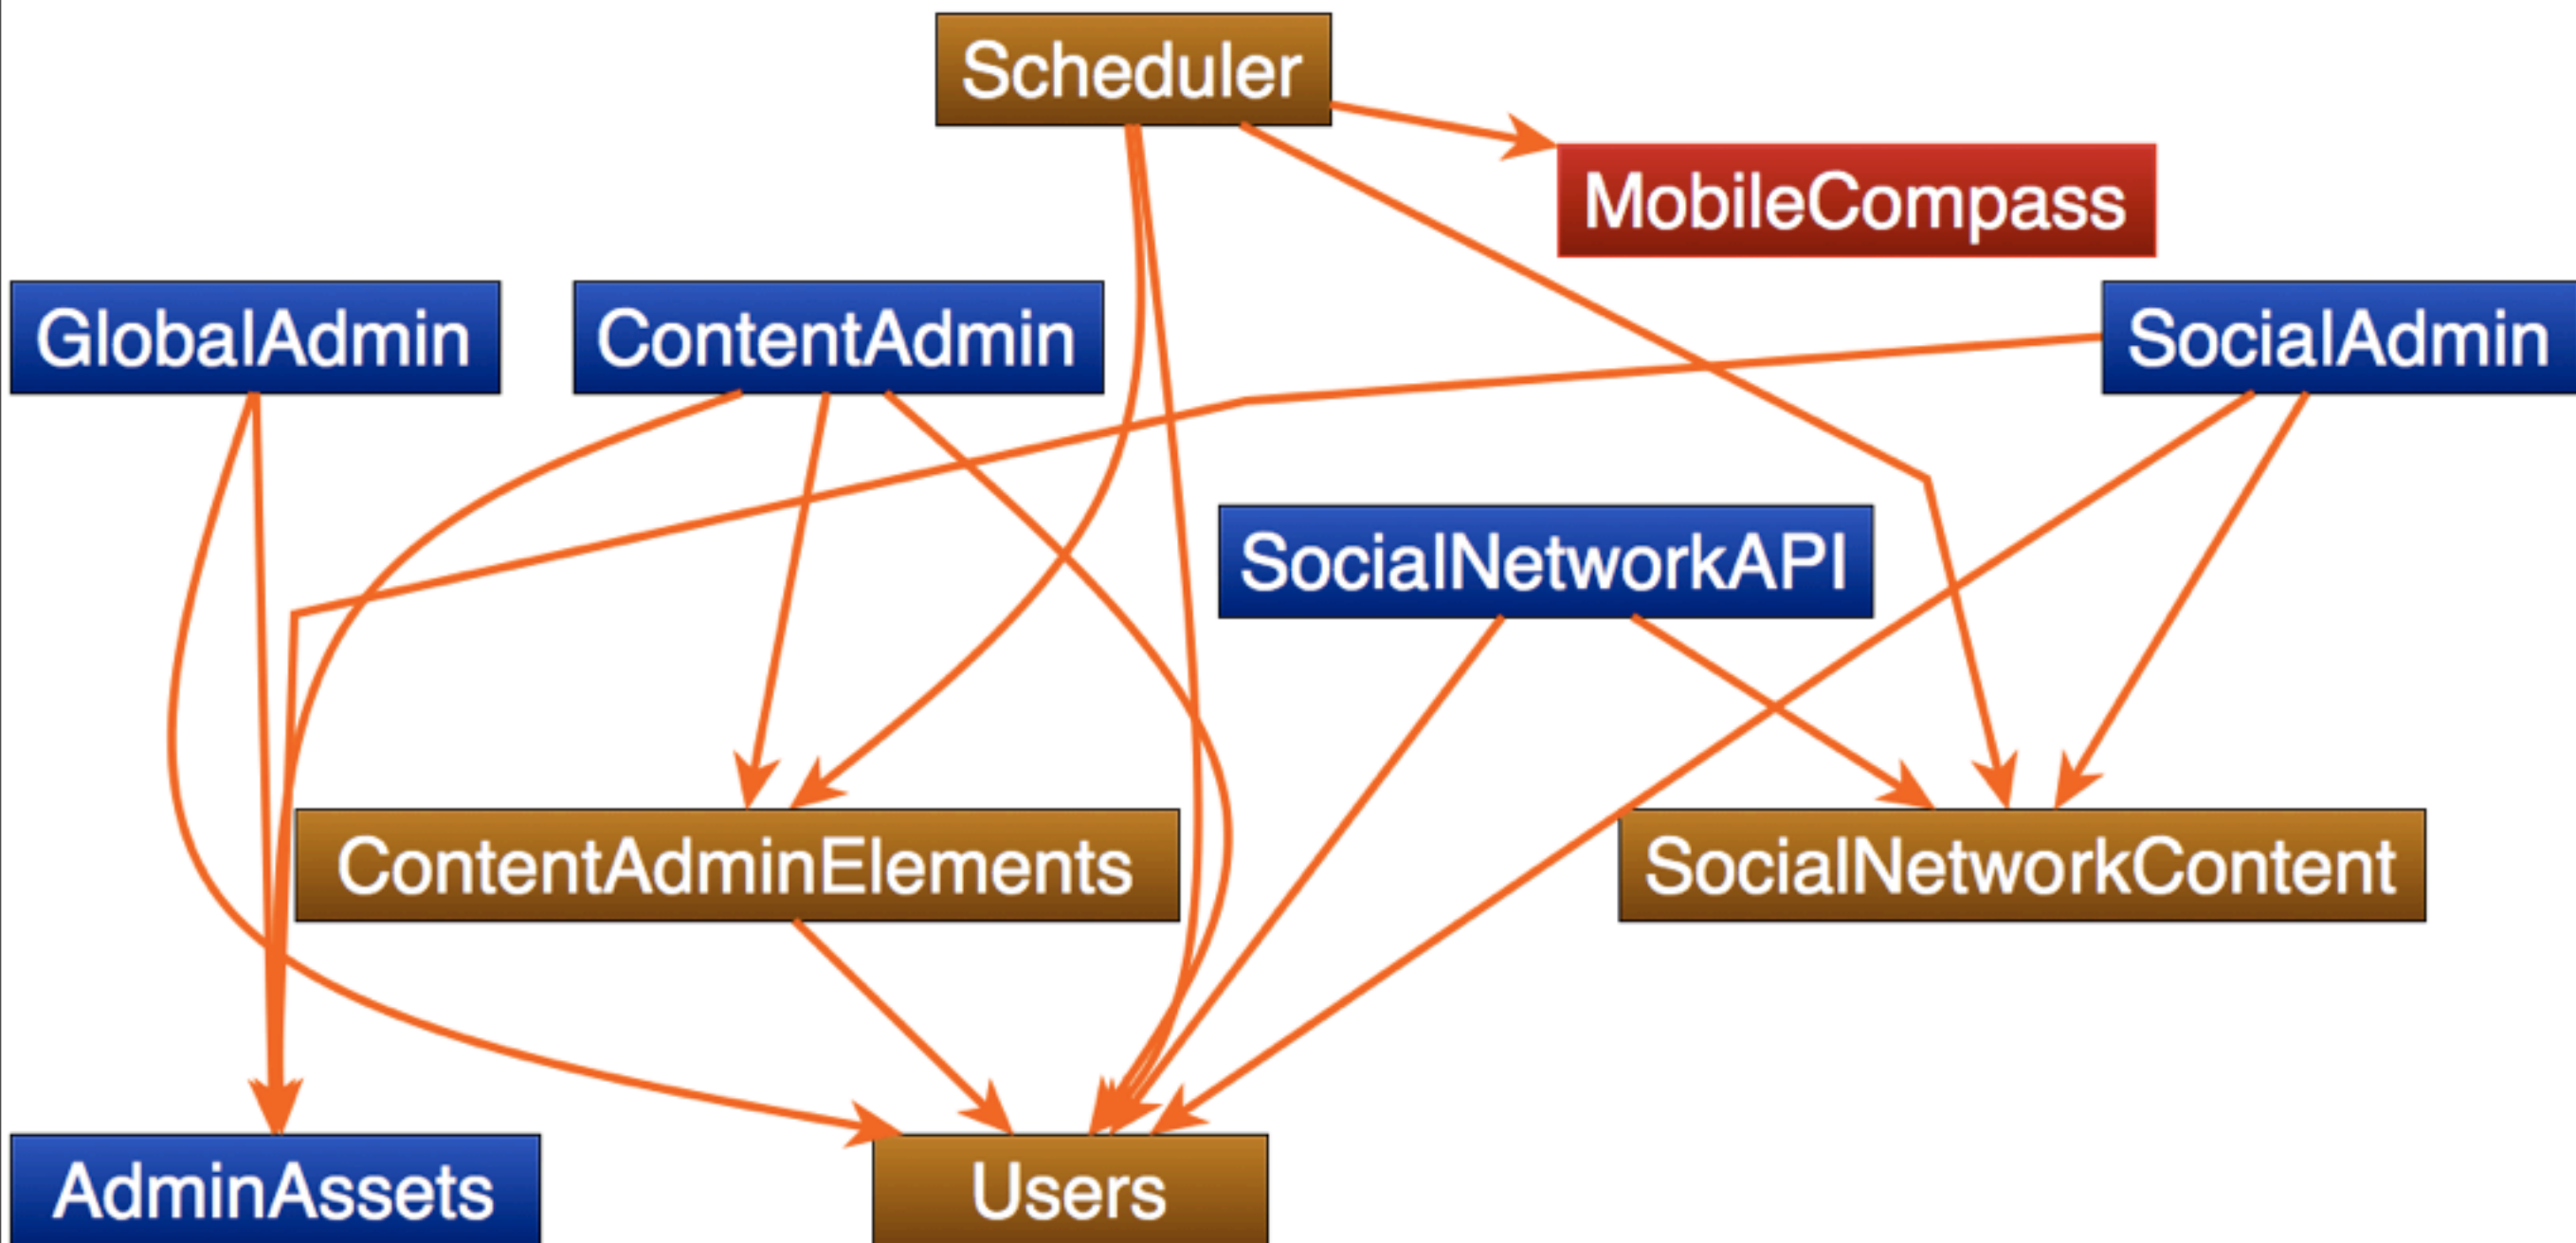 Scheduler
MobileCompass
GlobalAdmin
ContentAdmin
SocialAdmin
SocialNetworkAPI
ContentAdminElements
SocialNetworkContent
AdminAssets
Users